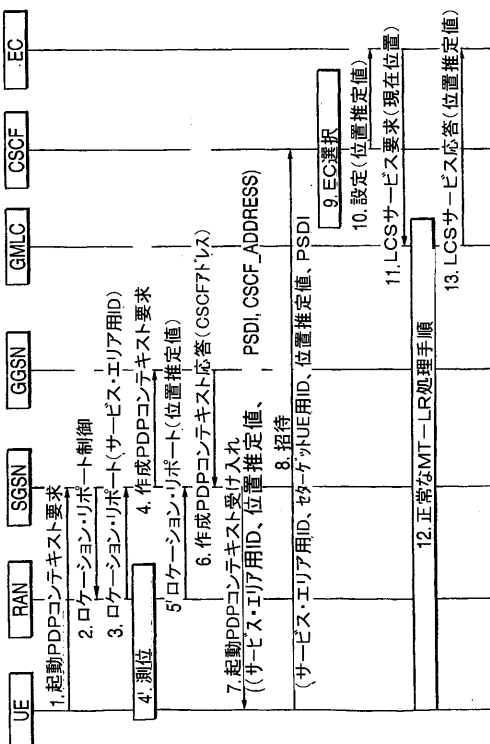 UE
RAN
SGSN
GGSN
GMLC
CSCF
EC
1. 起動PDPコンテキスト要求
2. ロケーション・リポート制御
3. ロケーション・リポート(サービス・エリア用ID)
4. 作成PDPコンテキスト要求
4'. 測位
5' ロケーション・リポート(位置推定値)
6. 作成PDPコンテキスト応答(CSCFアドレス)
7. 起動PDPコンテキスト受け入れ
((サービス・エリア用ID、位置推定値、 PSDI, CSCF_ADDRESS)
8. 招待
(サービス・エリア用ID、セターゲットUE用ID、位置推定値、PSDI
9. EC選択
10. 設定(位置推定値)
11. LCSサービス要求(現在位置)
12. 正常なMT-LR処理手順
13. LCSサービス応答(位置推定値)